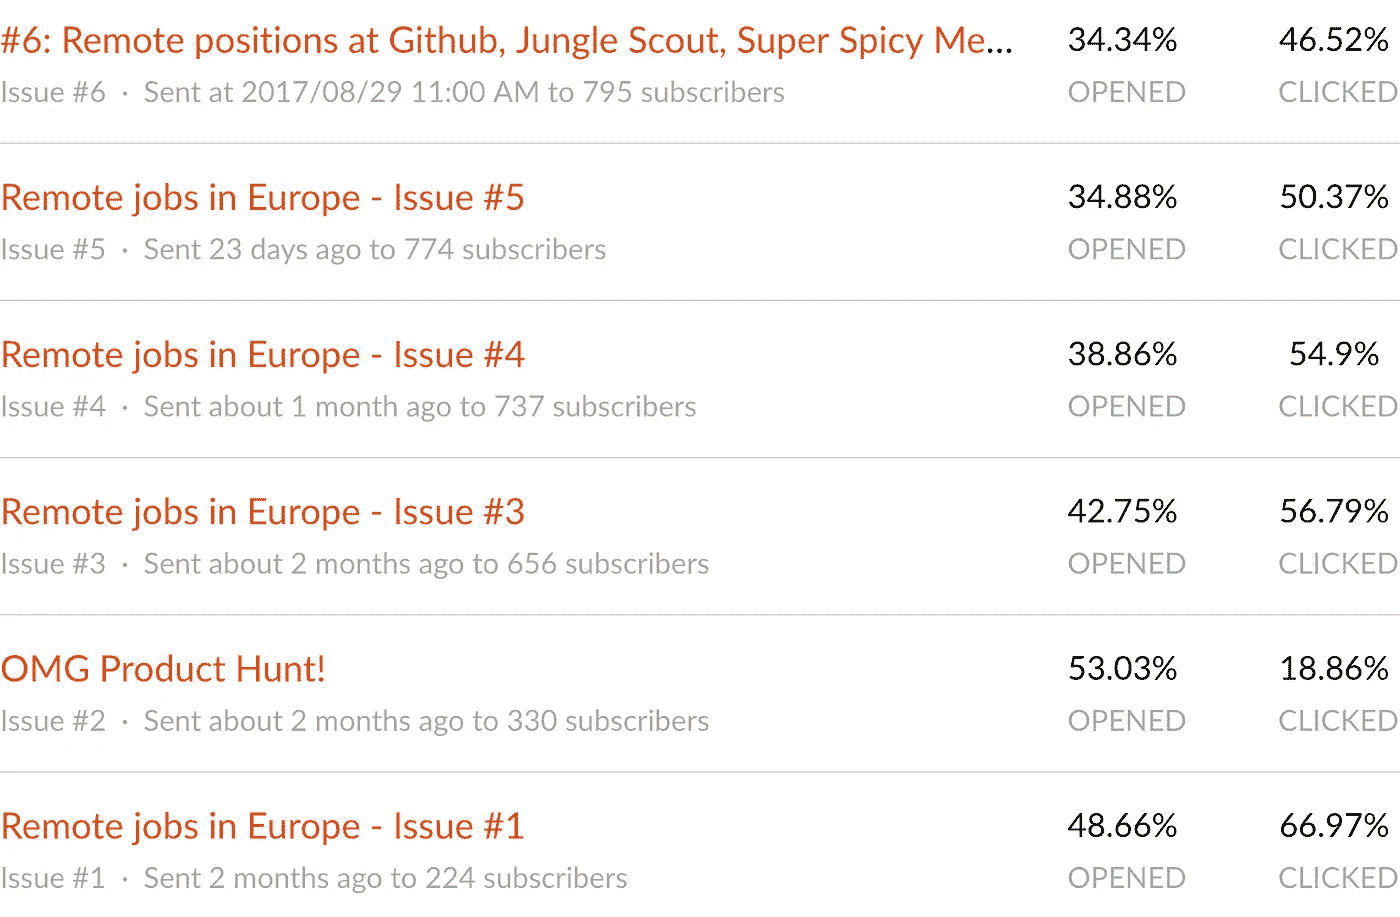 #6: Remote positions at Github, Jungle Scout, Super Spicy Me... 34.34% 46.52%
Issue #6 · Sent at 2017/08/29 11:00 AM to 795 subscribers OPENED CLICKED
Remote jobs in Europe - Issue #5 34.88% 50.37%
Issue #5 · Sent 23 days ago to 774 subscribers OPENED CLICKED
Remote jobs in Europe - Issue #4 38.86% 54.9%
Issue #4 · Sent about 1 month ago to 737 subscribers OPENED CLICKED
Remote jobs in Europe - Issue #3 42.75% 56.79%
Issue #3 · Sent about 2 months ago to 656 subscribers OPENED CLICKED
OMG Product Hunt! 53.03% 18.86%
Issue #2 · Sent about 2 months ago to 330 subscribers OPENED CLICKED
Remote jobs in Europe - Issue #1 48.66% 66.97%
Issue #1 · Sent 2 months ago to 224 subscribers OPENED CLICKED